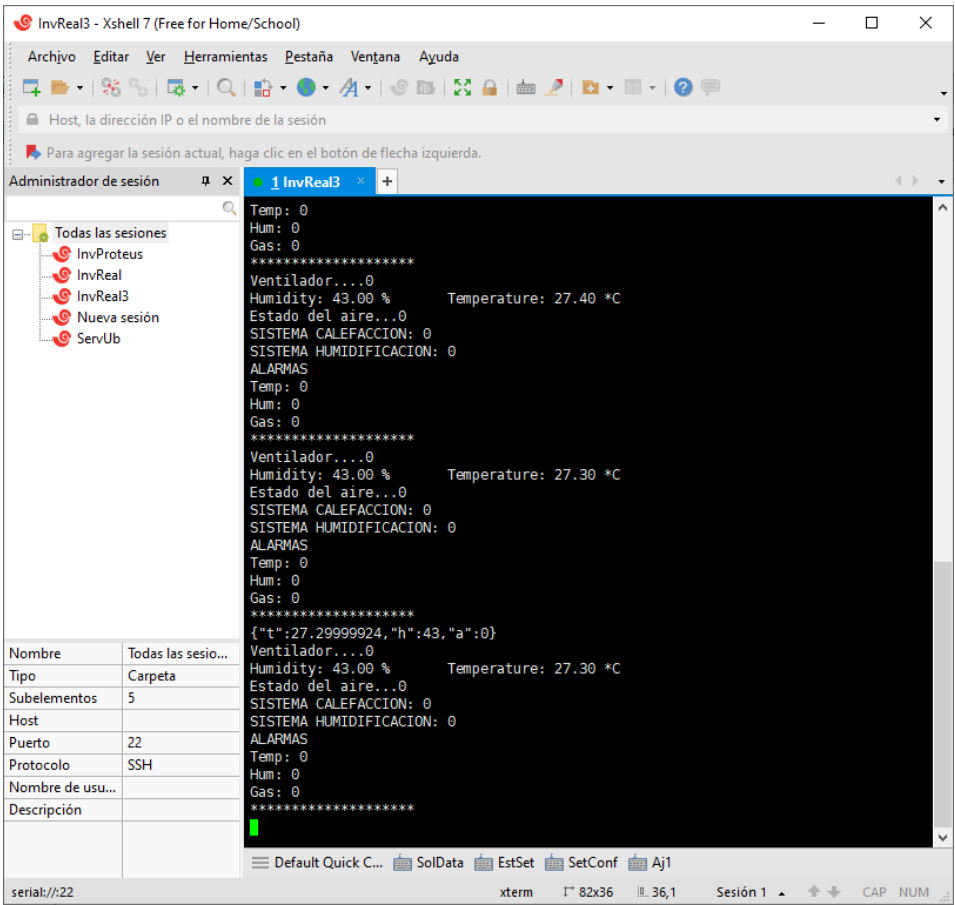 InvReal3 - Xshell 7 (Free for Home/School)
Archivo Editar Ver Herramientas Pestaña Ventana Ayuda
Host, la dirección IP o el nombre de la sesión
Para agregar la sesión actual, haga clic en el botón de flecha izquierda.
Administrador de sesión
Todas las sesiones
InvProteus
InvReal
InvReal3
Nueva sesión
ServUb
Nombre Todas las sesio...
Tipo Carpeta
Subelementos 5
Host
Puerto 22
Protocolo SSH
Nombre de usu...
Descripción
1 InvReal3
Temp: 0
Hum: 0
Gas: 0
********************
Ventilador....0
Humidity: 43.00 % Temperature: 27.40 *C
Estado del aire...0
SISTEMA CALEFACCION: 0
SISTEMA HUMIDIFICACION: 0
ALARMAS
Temp: 0
Hum: 0
Gas: 0
********************
Ventilador....0
Humidity: 43.00 % Temperature: 27.30 *C
Estado del aire...0
SISTEMA CALEFACCION: 0
SISTEMA HUMIDIFICACION: 0
ALARMAS
Temp: 0
Hum: 0
Gas: 0
********************
{"t":27.29999924,"h":43,"a":0}
Ventilador....0
Humidity: 43.00 % Temperature: 27.30 *C
Estado del aire...0
SISTEMA CALEFACCION: 0
SISTEMA HUMIDIFICACION: 0
ALARMAS
Temp: 0
Hum: 0
Gas: 0
********************
Default Quick C... SolData EstSet SetConf Aj1
serial://:22 xterm 82x36 36,1 Sesión 1 CAP NUM